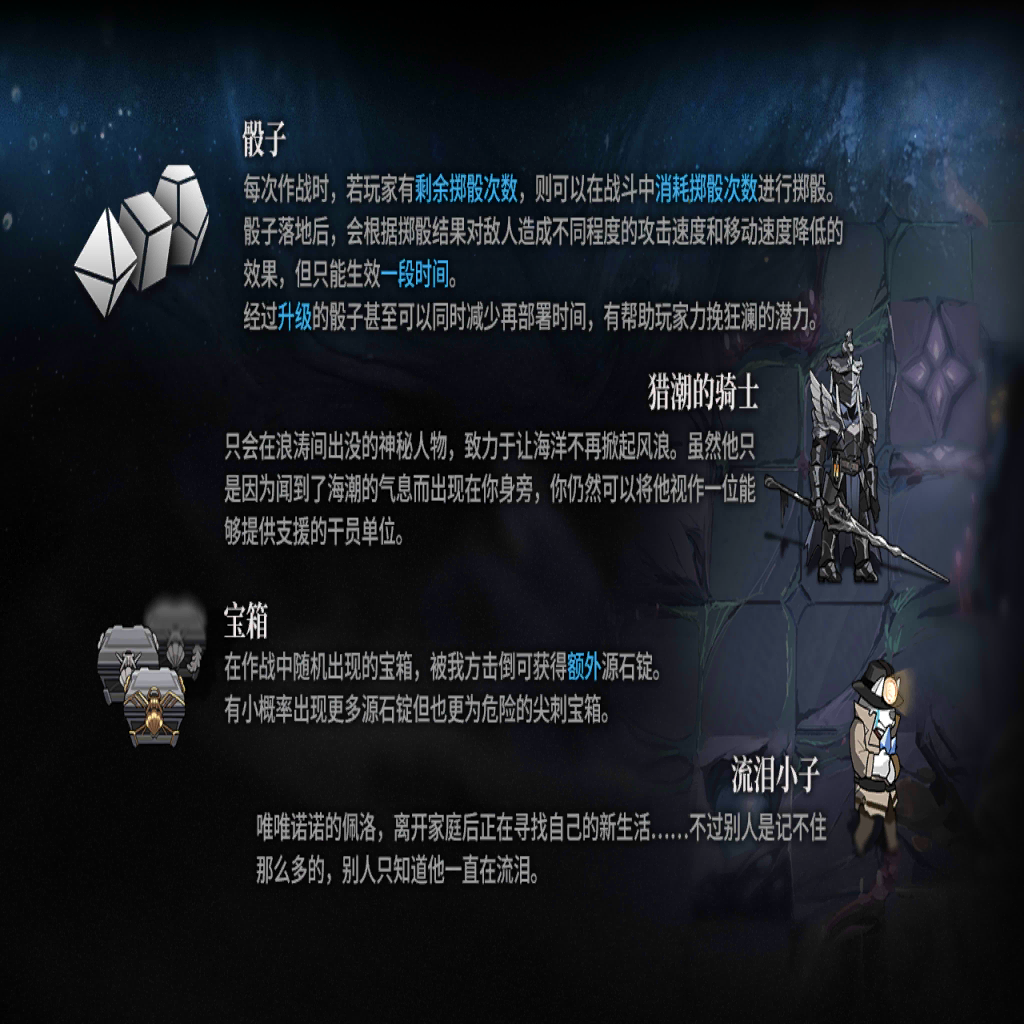 骰子
每次作战时，若玩家有剩余掷骰次数，则可以在战斗中消耗掷骰次数进行掷骰。
骰子落地后，会根据掷骰结果对敌人造成不同程度的攻击速度和移动速度降低的
效果，但只能生效一段时间。
经过升级的骰子甚至可以同时减少再部署时间，有帮助玩家力挽狂澜的潜力。
猎潮的骑士
只会在浪涛间出没的神秘人物，致力于让海洋不再掀起风浪。虽然他只
是因为闻到了海潮的气息而出现在你身旁，你仍然可以将他视作一位能
够提供支援的干员单位。
宝箱
在作战中随机出现的宝箱，被我方击倒可获得额外源石锭。
有小概率出现更多源石锭但也更为危险的尖刺宝箱。
流泪小子
唯唯诺诺的佩洛，离开家庭后正在寻找自己的新生活……不过别人是记不住
那么多的，别人只知道他一直在流泪。